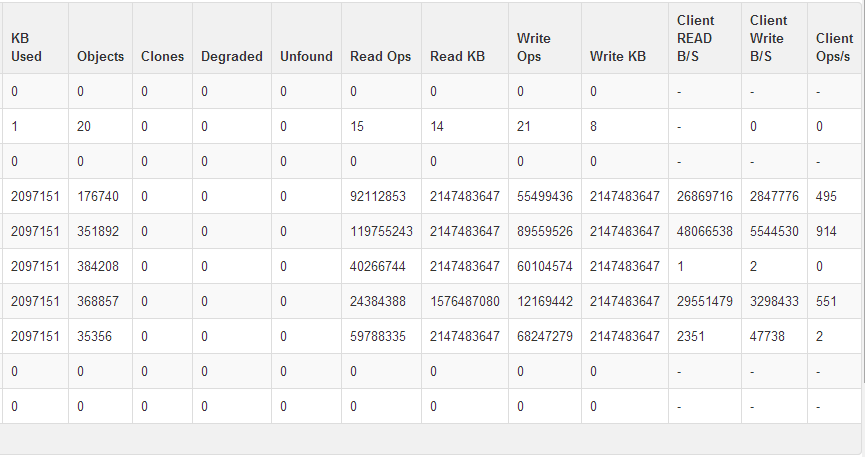 KB Used Objects Clones Degraded Unfound Read Ops Read KB Write Ops Write KB Client READ B/S Client Write B/S Client Ops/s
0 0 0 0 0 0 0 0 0 - - -
1 20 0 0 0 15 14 21 8 - 0 0
0 0 0 0 0 0 0 0 0 - - -
2097151 176740 0 0 0 92112853 2147483647 55499436 2147483647 26869716 2847776 495
2097151 351892 0 0 0 119755243 2147483647 89559526 2147483647 48066538 5544530 914
2097151 384208 0 0 0 40266744 2147483647 60104574 2147483647 1 2 0
2097151 368857 0 0 0 24384388 1576487080 12169442 2147483647 29551479 3298433 551
2097151 35356 0 0 0 59788335 2147483647 68247279 2147483647 2351 47738 2
0 0 0 0 0 0 0 0 0 - - -
0 0 0 0 0 0 0 0 0 - - -